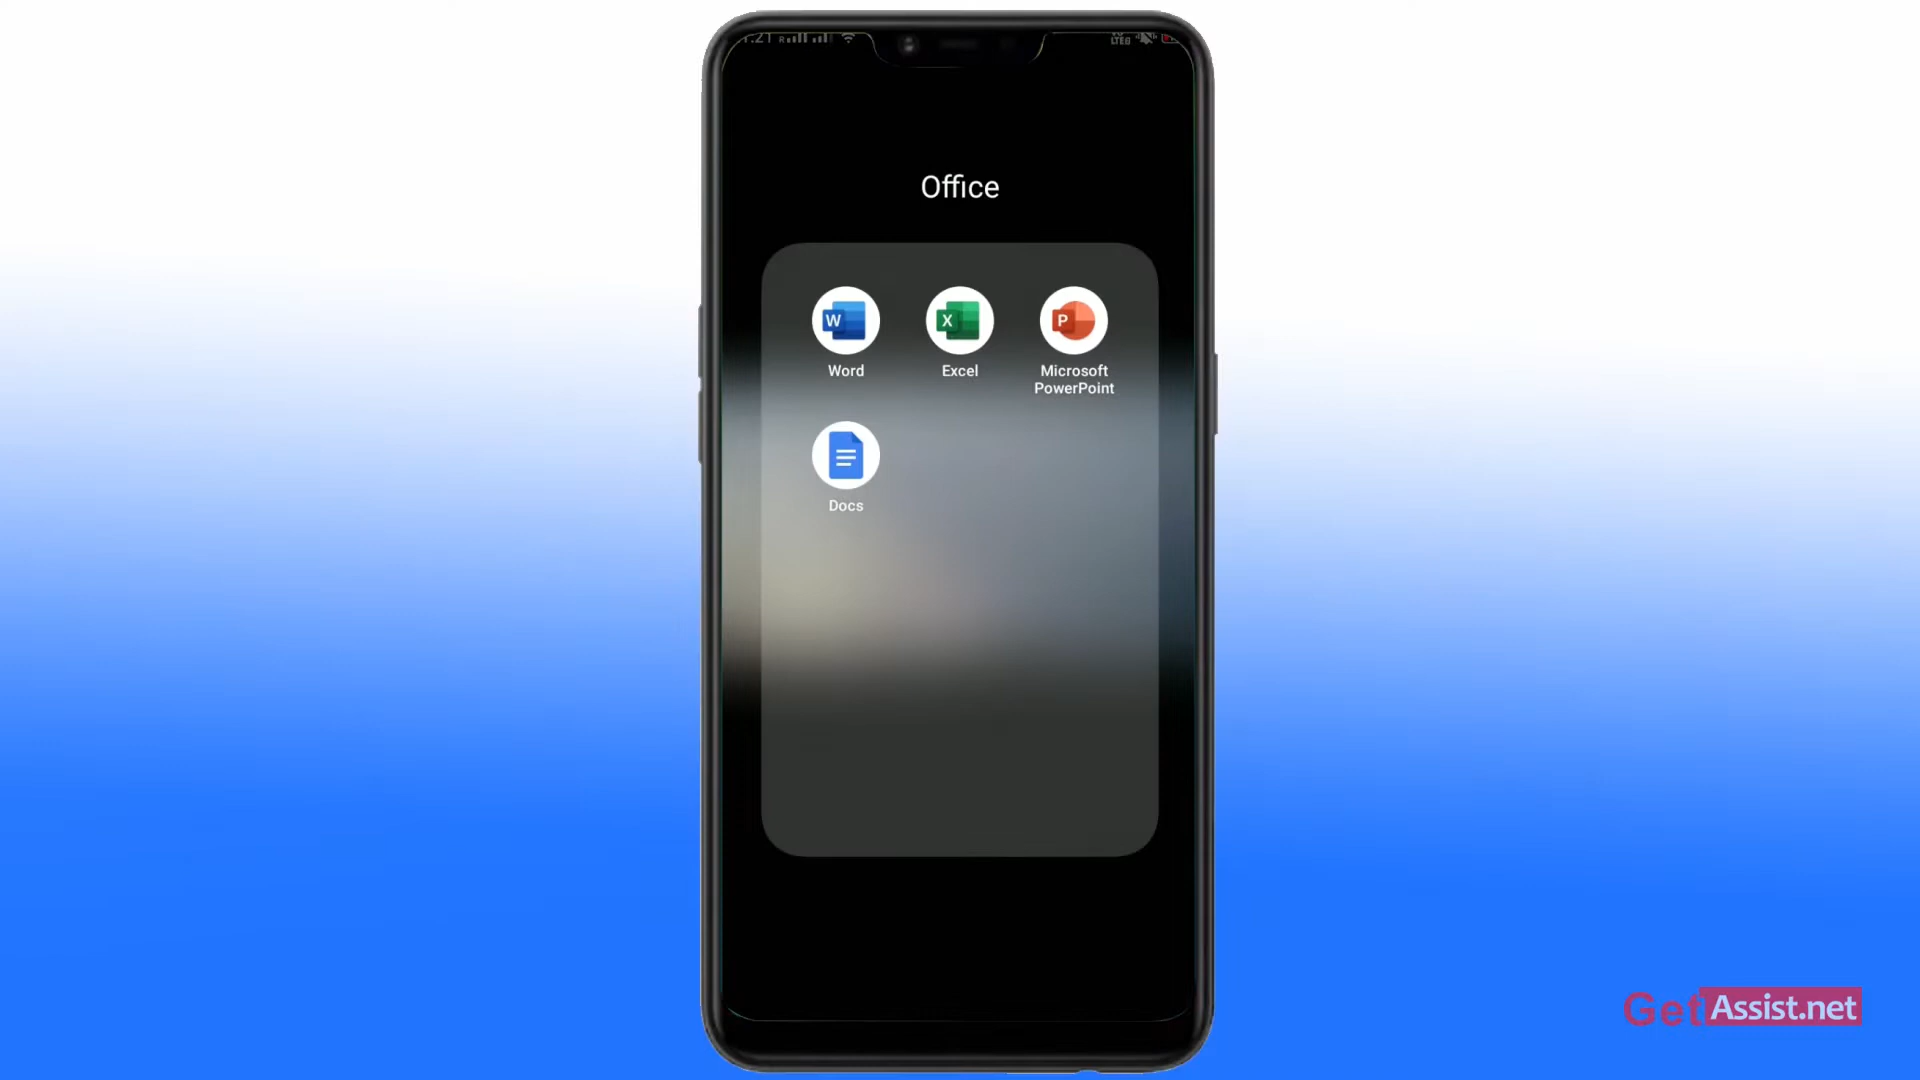 Office
W
X
P
Word
Excel
Microsoft
PowerPoint
Docs
GetAssist.net